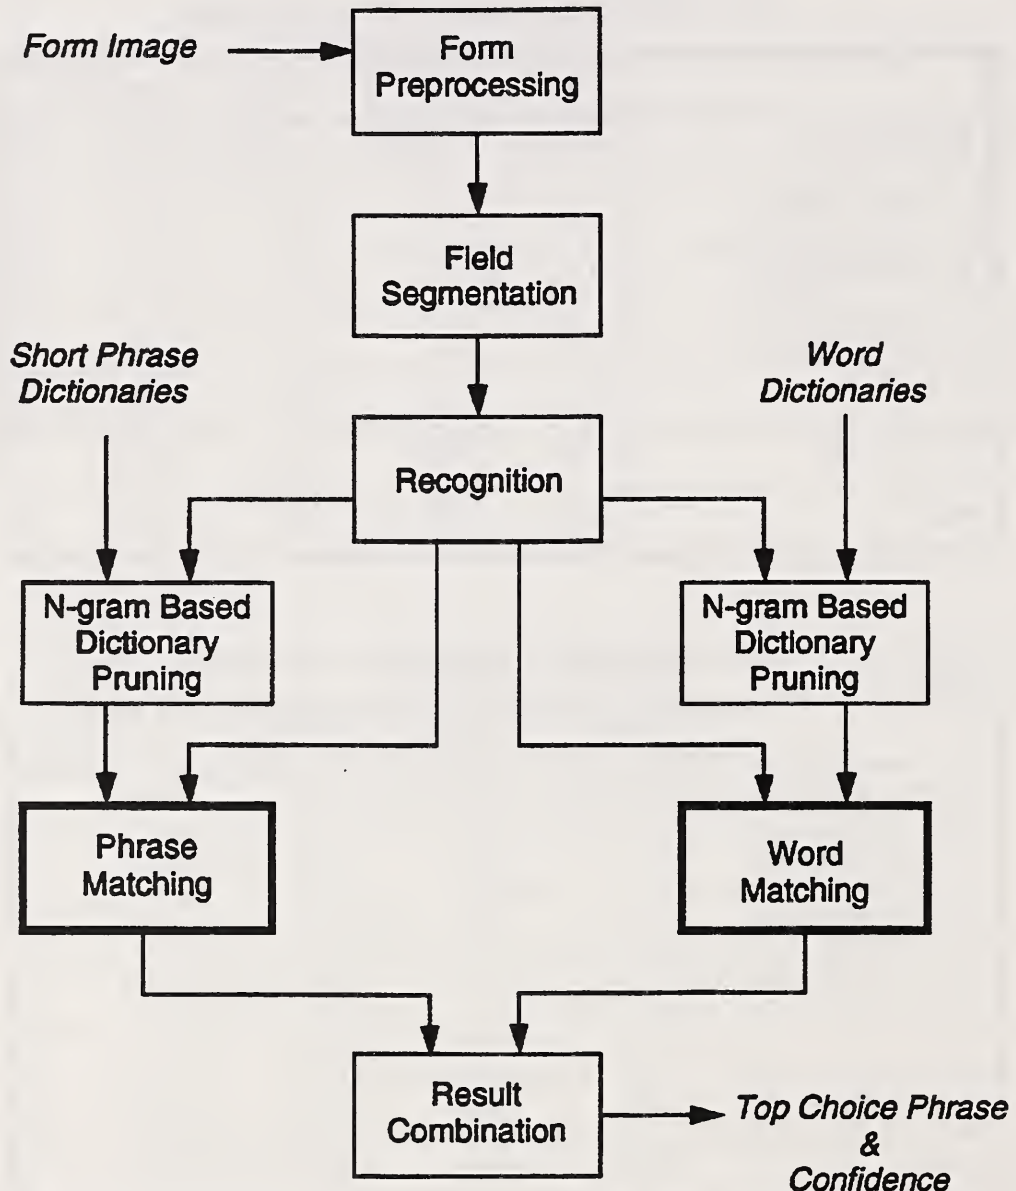 Form Image
Form
Preprocessing
Field
Segmentation
Short Phrase
Dictionaries
Word
Dictionaries
Recognition
N-gram Based
Dictionary
Pruning
N-gram Based
Dictionary
Pruning
Phrase
Matching
Word
Matching
Result
Combination
Top Choice Phrase
&
Confidence